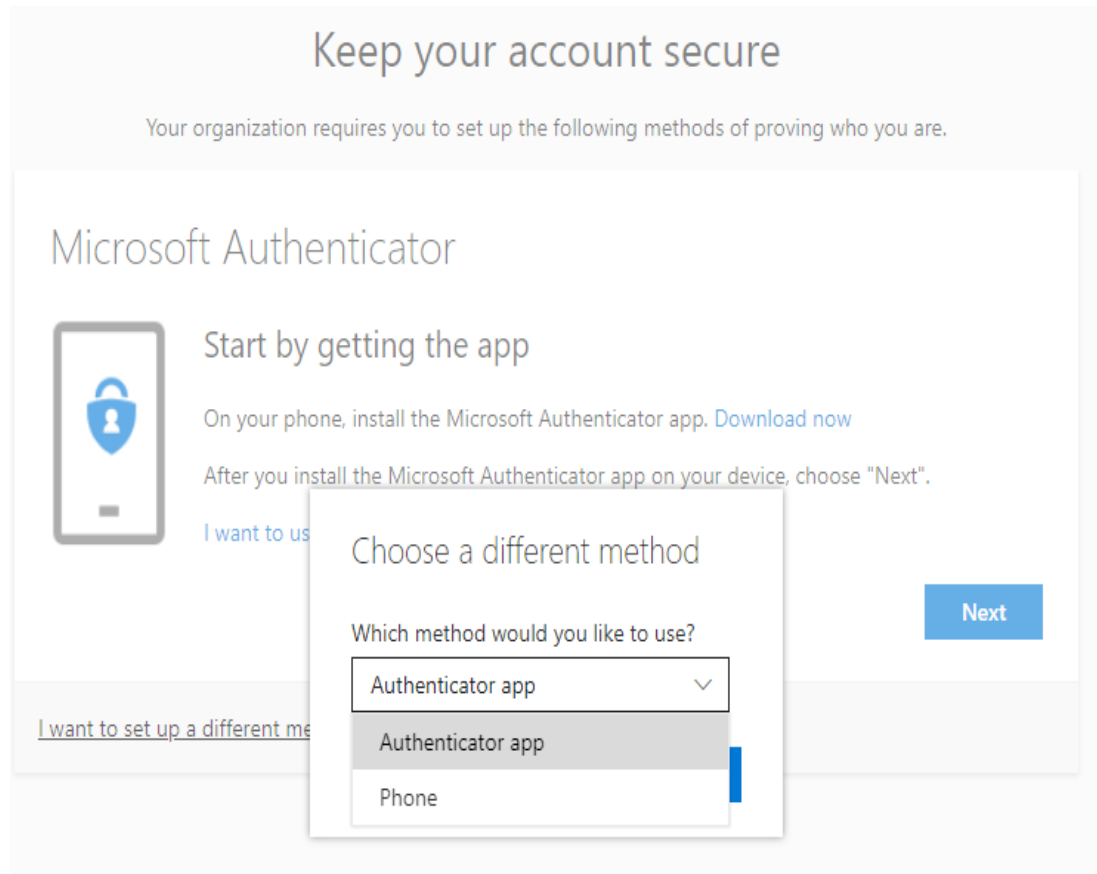 Keep your account secure
Your organization requires you to set up the following methods of proving who you are.
Microsoft Authenticator
Start by getting the app
On your phone, install the Microsoft Authenticator app. Download now
After you install the Microsoft Authenticator app on your device, choose "Next".
I want to
Choose a different method
Next
Which method would you like to use?
Authenticator app
I want to set up a different
Authenticator app
Phone